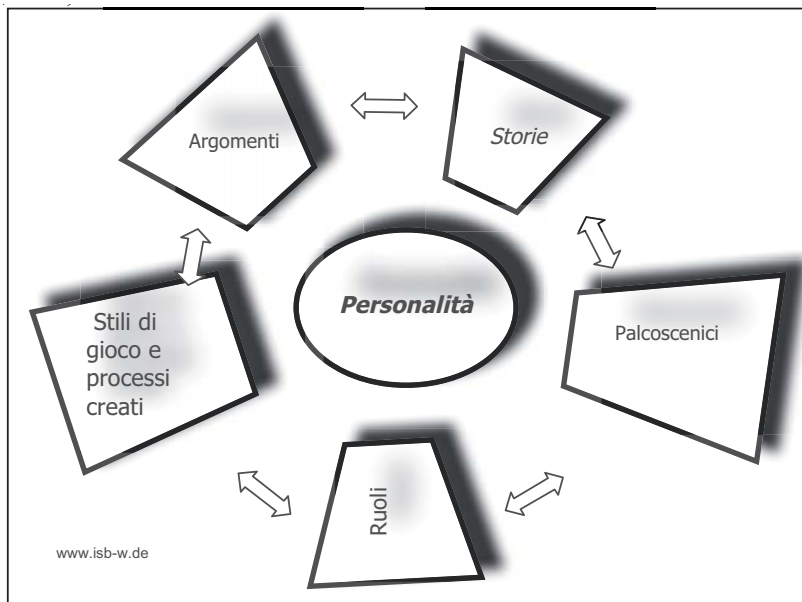 Argomenti
Storie
Personalità
Stili di
gioco e
processi
creati
Palcoscenici
Ruoli
www.isb-w.de